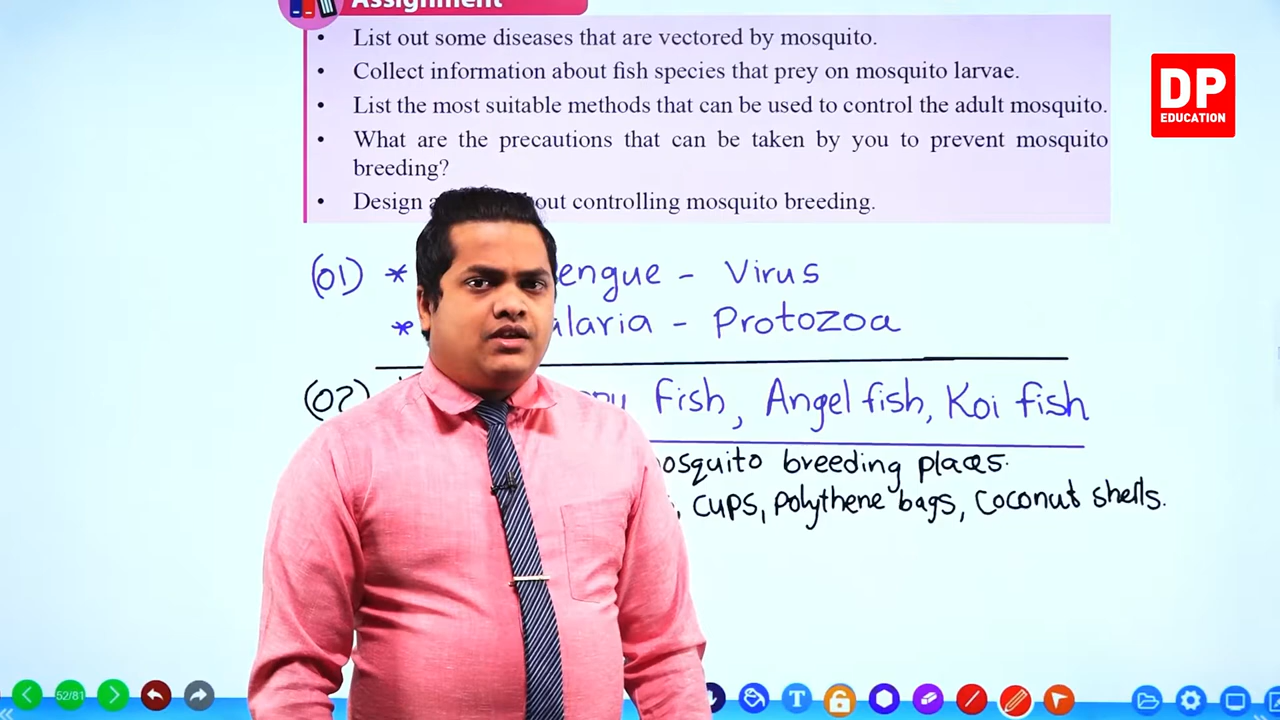 Assignment
• List out some diseases that are vectored by mosquito.
• Collect information about fish species that prey on mosquito larvae.
• List the most suitable methods that can be used to control the adult mosquito.
• What are the precautions that can be taken by you to prevent mosquito
breeding?
• Design a out controlling mosquito breeding.
DP
EDUCATION
(01) * engue - Virus
* alaria - Protozoa
(02) Fish, Angel fish, Koi fish
osquito breeding places.
, cups, polythene bags, Coconut shells.
52/81
T